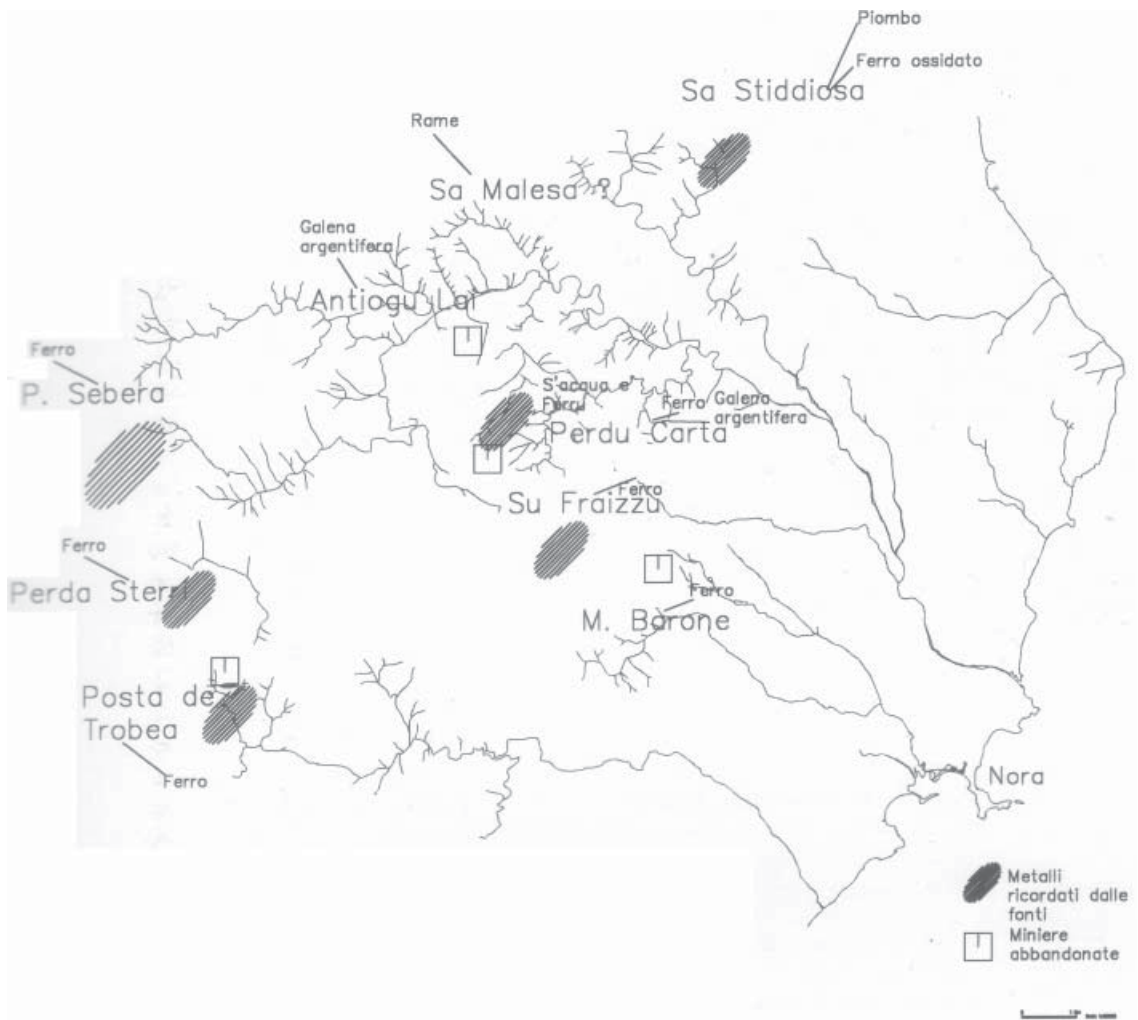 Piombo
Ferro ossidato
Sa Stiddiosa
Rame
Sa Malesa ?
Galena
argentifera
Antiogu Lai
Ferro
P. Sebera
S'acqua e'
Ferru
Ferro
Galena
argentifera
Perdu Carta
Su Fraizzu
Ferro
Ferro
Perda Sterri
Ferro
M. Barone
Posta de
Trobea
Ferro
Nora
Metalli
ricordati dalle
fonti
Miniere
abbandonate